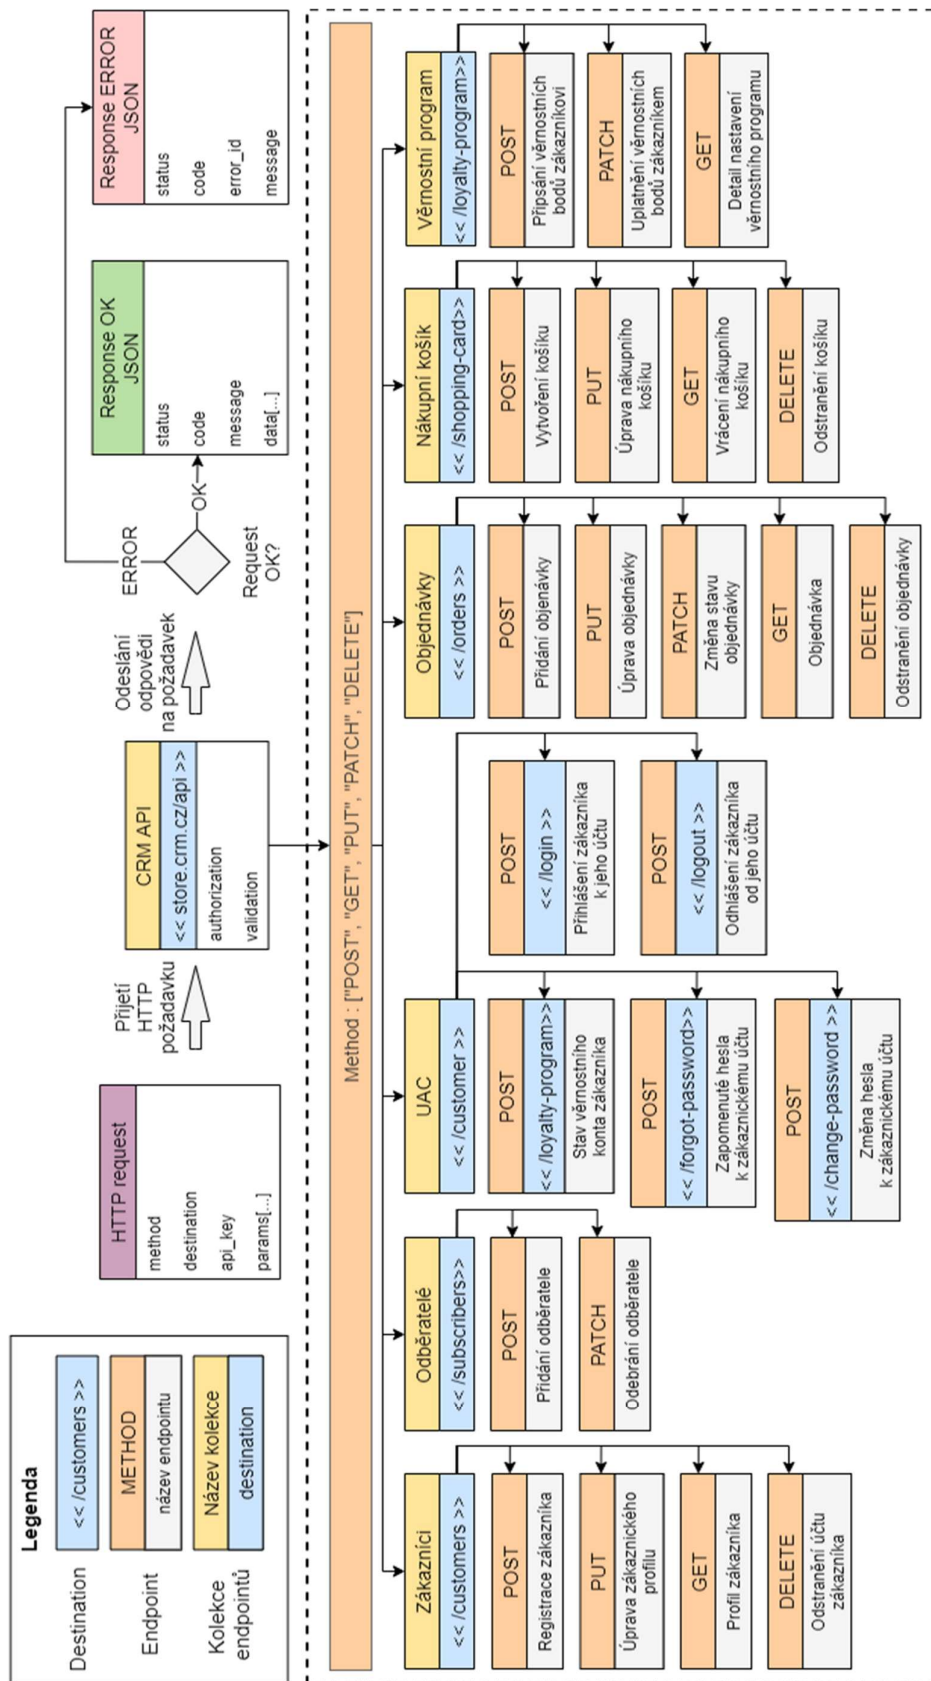 Legenda
Destination
<< /customers >>
Endpoint
METHOD
název endpointu
Kolekce
endpointů
Název kolekce
destination
HTTP request
method
destination
api_key
params[...]
Přijetí
HTTP
požadavku
CRM API
<< store.crm.cz/api >>
authorization
validation
Odeslání
odpovědi
na požadavek
ERROR
OK
Request
OK?
Response OK
JSON
status
code
message
data[...]
Response ERROR
JSON
status
code
error_id
message
Method : ["POST", "GET", "PUT", "PATCH", "DELETE"]
Zákazníci
<< /customers >>
POST
Registrace zákazníka
PUT
Úprava zákaznického
profilu
GET
Profil zákazníka
DELETE
Odstranění účtu
zákazníka
Odběratelé
<< /subscribers>>
POST
Přidání odběratele
PATCH
Odebrání odběratele
UAC
<< /customer >>
POST
<< /loyalty-program>>
Stav věrnostního
konta zákazníka
POST
<< /forgot-password>>
Zapomenuté hesla
k zákaznickému účtu
POST
<< /change-password >>
Změna hesla
k zákaznickému účtu
POST
<< /login >>
Přihlášení zákazníka
k jeho účtu
POST
<< /logout >>
Odhlášení zákazníka
od jeho účtu
Objednávky
<< /orders >>
POST
Přidání objenávky
PUT
Úprava objednávky
PATCH
Změna stavu
objednávky
GET
Objednávka
DELETE
Odstranění objednávky
Nákupní košík
<< /shopping-card>>
POST
Vytvoření košíku
PUT
Úprava nákupního
košíku
GET
Vrácení nákupního
košíku
DELETE
Odstranění košíku
Věrnostní program
<< /loyalty-program>>
POST
Připsání věrnostních
bodů zákazníkovi
PATCH
Uplatnění věrnostních
bodů zákazníkem
GET
Detail nastavení
věrnostního programu